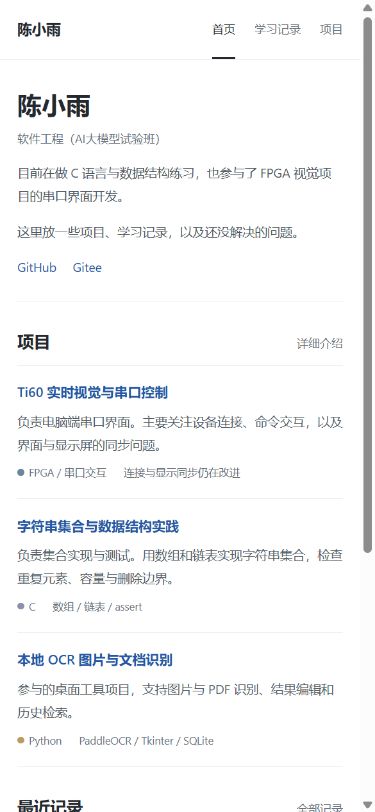 陈小雨
首页 学习记录 项目
陈小雨
软件工程（AI大模型试验班）
目前在做 C 语言与数据结构练习，也参与了 FPGA 视觉项
目的串口界面开发。
这里放一些项目、学习记录，以及还没解决的问题。
GitHub Gitee
项目 详细介绍
Ti60 实时视觉与串口控制
负责电脑端串口界面。主要关注设备连接、命令交互，以及
界面与显示屏的同步问题。
FPGA / 串口交互 连接与显示同步仍在改进
字符串集合与数据结构实践
负责集合实现与测试。用数组和链表实现字符串集合，检查
重复元素、容量与删除边界。
C 数组 / 链表 / assert
本地 OCR 图片与文档识别
参与的桌面工具项目，支持图片与 PDF 识别、结果编辑和
历史检索。
Python PaddleOCR / Tkinter / SQLite
最近记录 全部记录